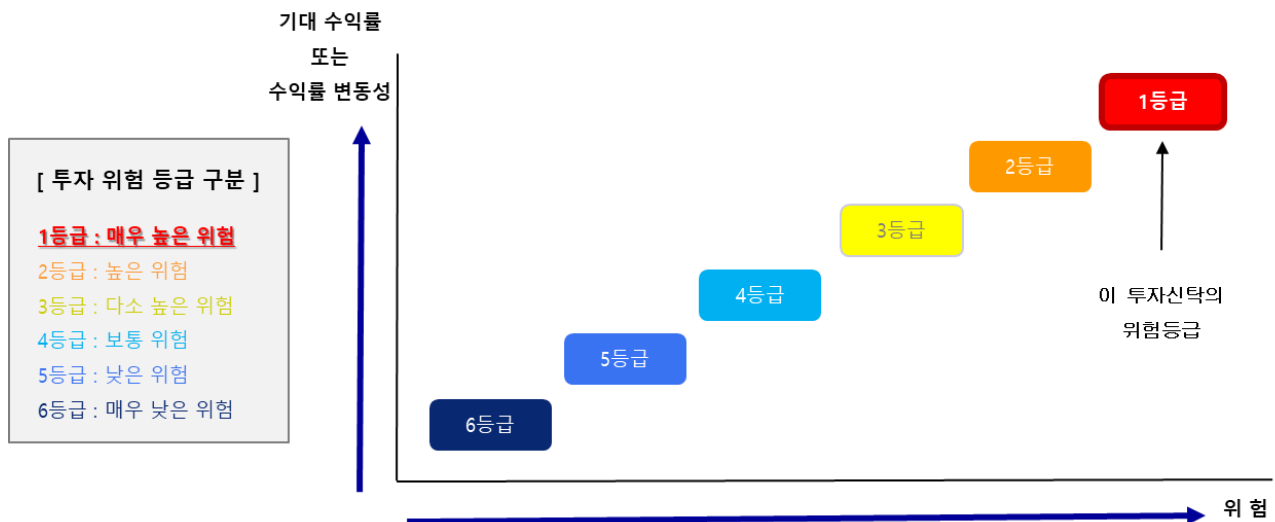 기대 수익률
또는
수익률 변동성
[ 투자 위험 등급 구분 ]
1등급 : 매우 높은 위험
2등급 : 높은 위험
3등급 : 다소 높은 위험
4등급 : 보통 위험
5등급 : 낮은 위험
6등급 : 매우 낮은 위험
1등급
2등급
3등급
4등급
5등급
6등급
이 투자신탁의
위험등급
위 험